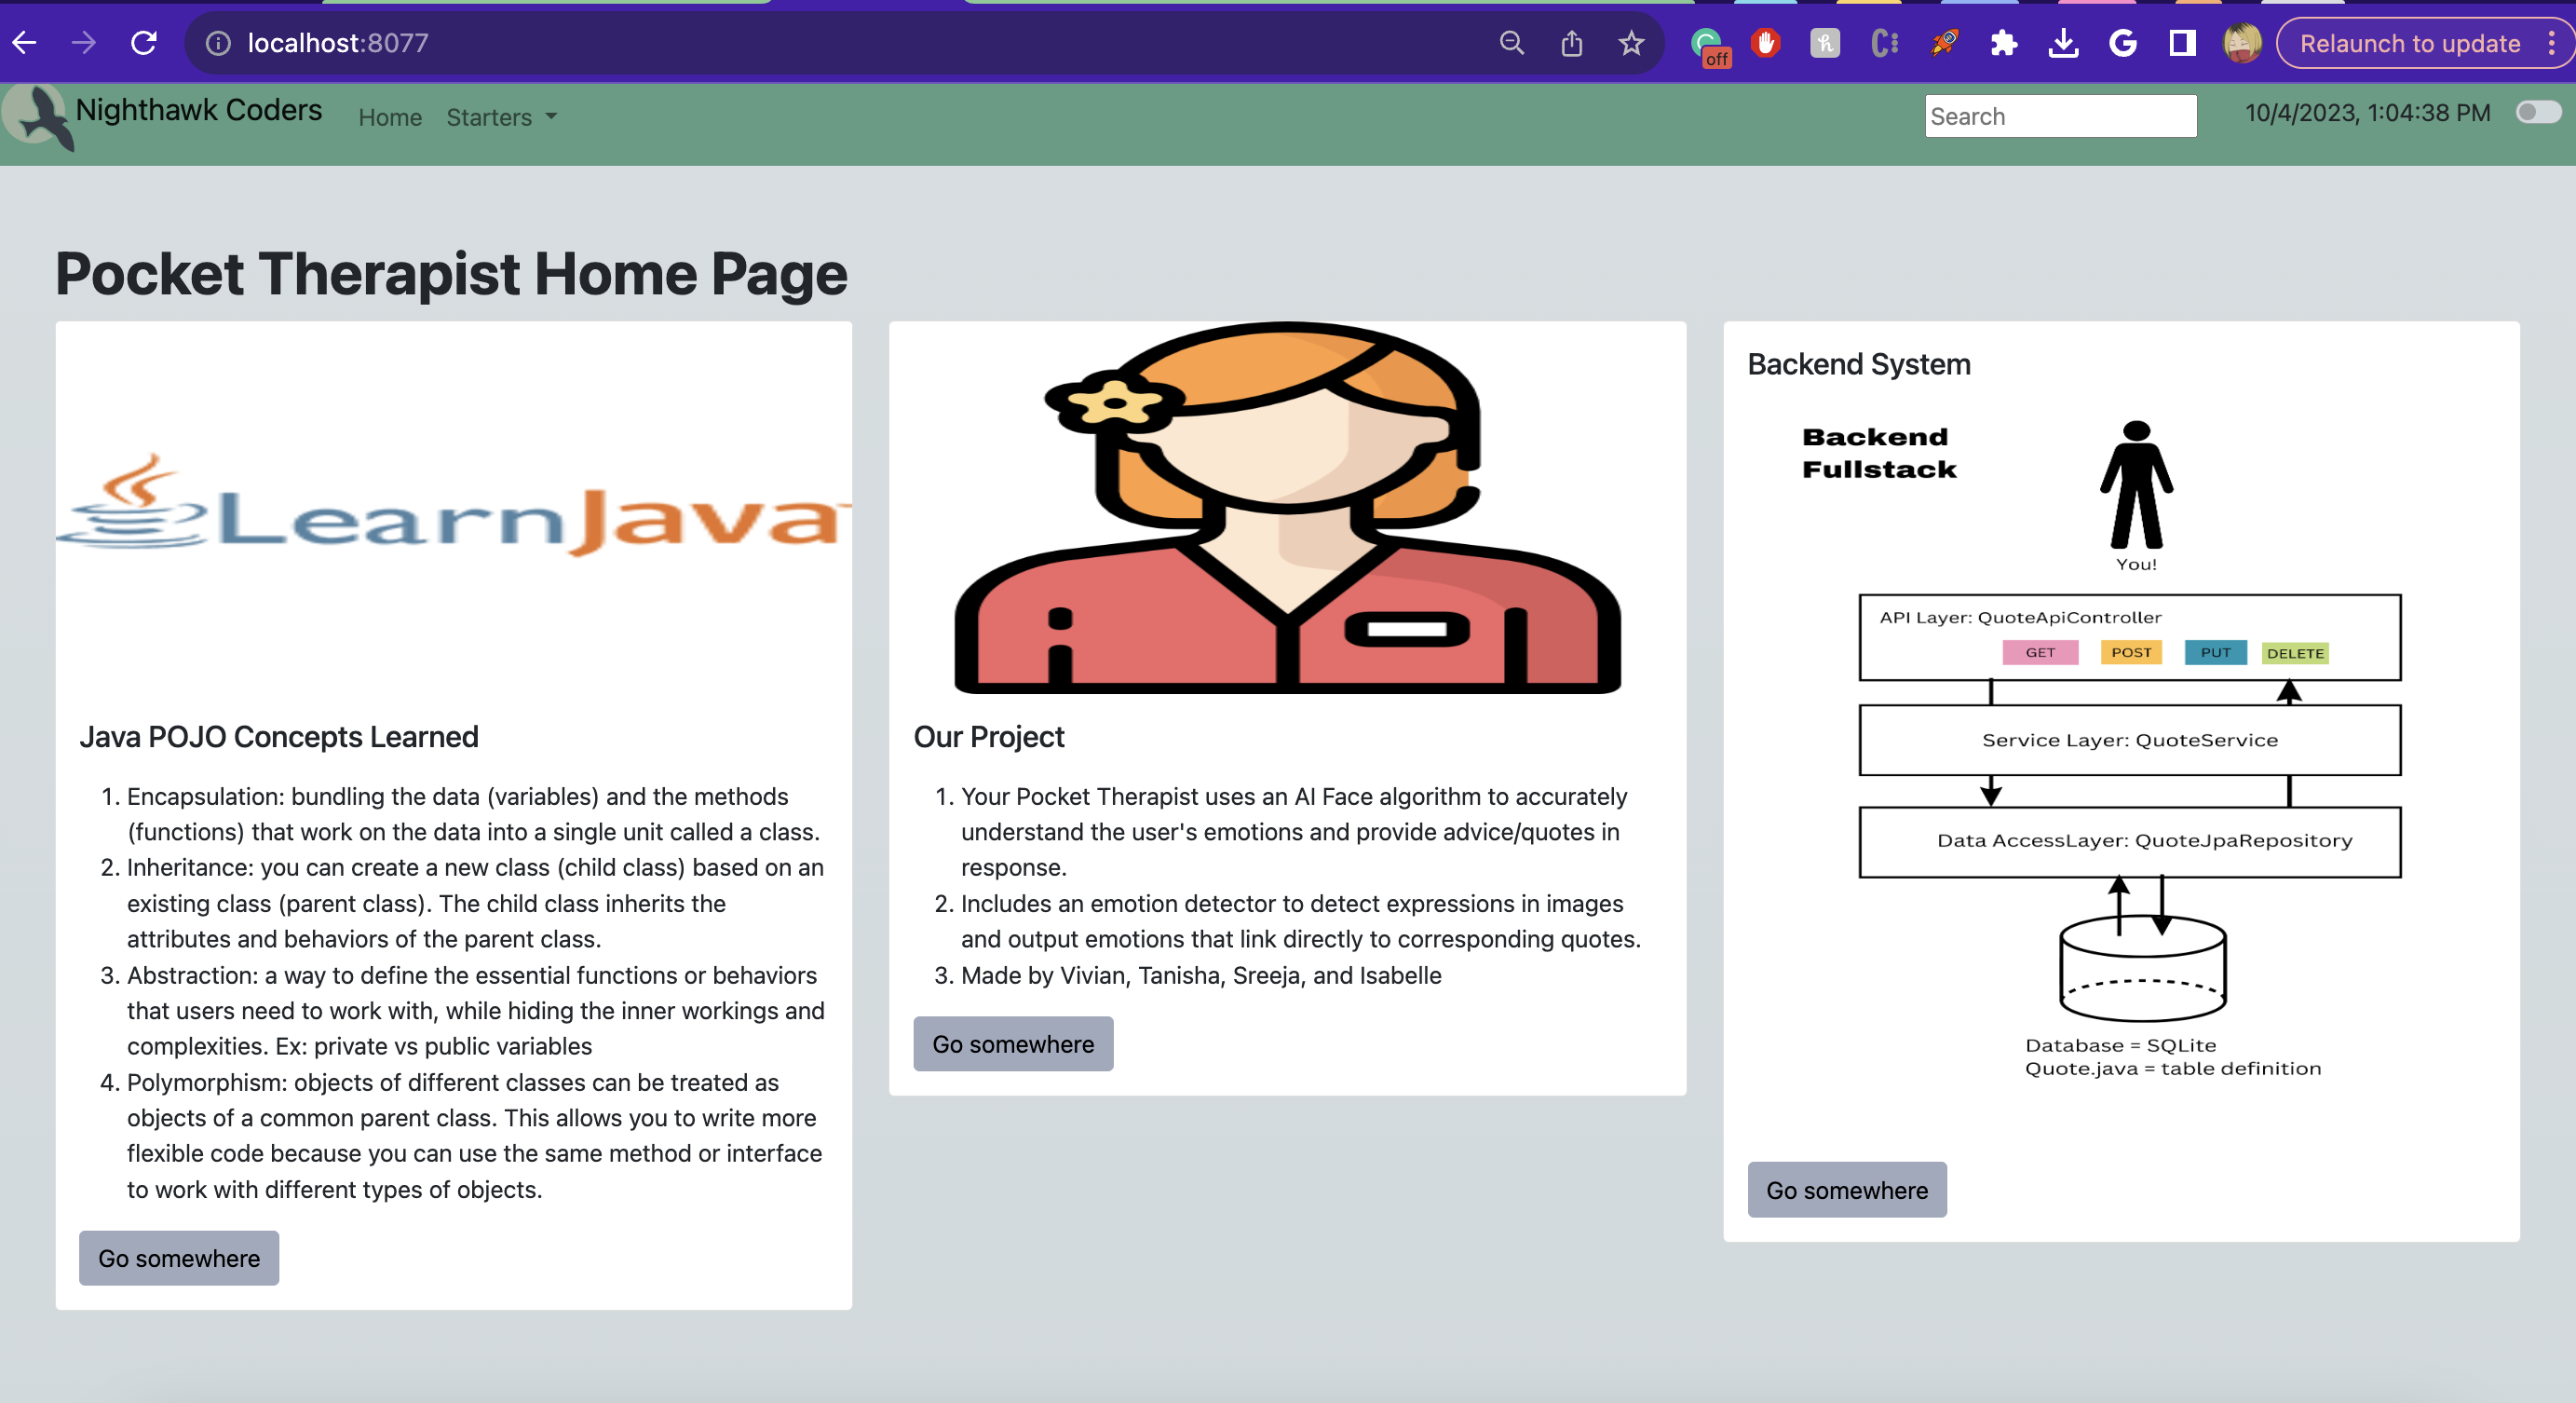 localhost:8077
off
Relaunch to update
Nighthawk Coders
Home
Starters
Search
10/4/2023, 1:04:38 PM
Pocket Therapist Home Page
LearnJava
Java POJO Concepts Learned
1. Encapsulation: bundling the data (variables) and the methods
(functions) that work on the data into a single unit called a class.
2. Inheritance: you can create a new class (child class) based on an
existing class (parent class). The child class inherits the
attributes and behaviors of the parent class.
3. Abstraction: a way to define the essential functions or behaviors
that users need to work with, while hiding the inner workings and
complexities. Ex: private vs public variables
4. Polymorphism: objects of different classes can be treated as
objects of a common parent class. This allows you to write more
flexible code because you can use the same method or interface
to work with different types of objects.
Go somewhere
Our Project
1. Your Pocket Therapist uses an AI Face algorithm to accurately
understand the user's emotions and provide advice/quotes in
response.
2. Includes an emotion detector to detect expressions in images
and output emotions that link directly to corresponding quotes.
3. Made by Vivian, Tanisha, Sreeja, and Isabelle
Go somewhere
Backend System
Backend
Fullstack
You!
API Layer: QuoteApiController
GET POST PUT DELETE
Service Layer: QuoteService
Data AccessLayer: QuoteJpaRepository
Database = SQLite
Quote.java = table definition
Go somewhere